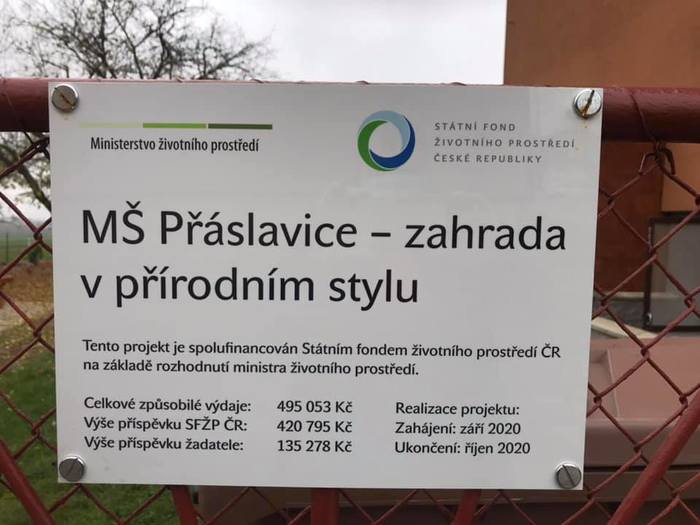 Ministerstvo životního prostředí
STÁTNÍ FOND
ŽIVOTNÍHO PROSTŘEDÍ
ČESKÉ REPUBLIKY
MŠ Přáslavice – zahrada
v přírodním stylu
Tento projekt je spolufinancován Státním fondem životního prostředí ČR
na základě rozhodnutí ministra životního prostředí.
Celkové způsobilé výdaje: 495 053 Kč
Výše příspěvku SFŽP ČR: 420 795 Kč
Výše příspěvku žadatele: 135 278 Kč
Realizace projektu:
Zahájení: září 2020
Ukončení: říjen 2020